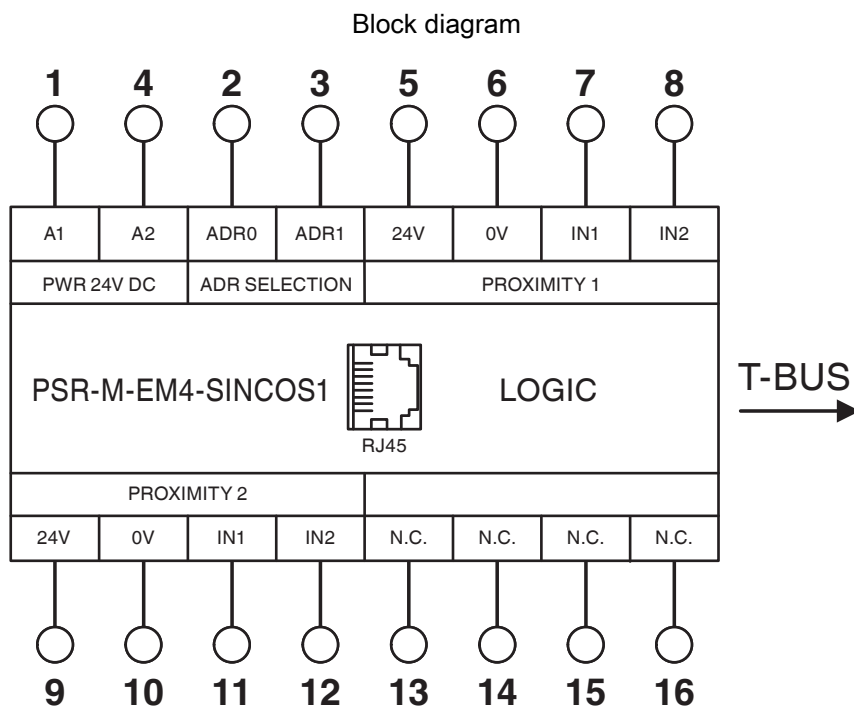 Block diagram
1 4 2 3 5 6 7 8
A1 A2 ADR0 ADR1 24V 0V IN1 IN2
PWR 24V DC ADR SELECTION PROXIMITY 1
PSR-M-EM4-SINCOS1 LOGIC T-BUS
RJ45
PROXIMITY 2
24V 0V IN1 IN2 N.C. N.C. N.C. N.C.
9 10 11 12 13 14 15 16